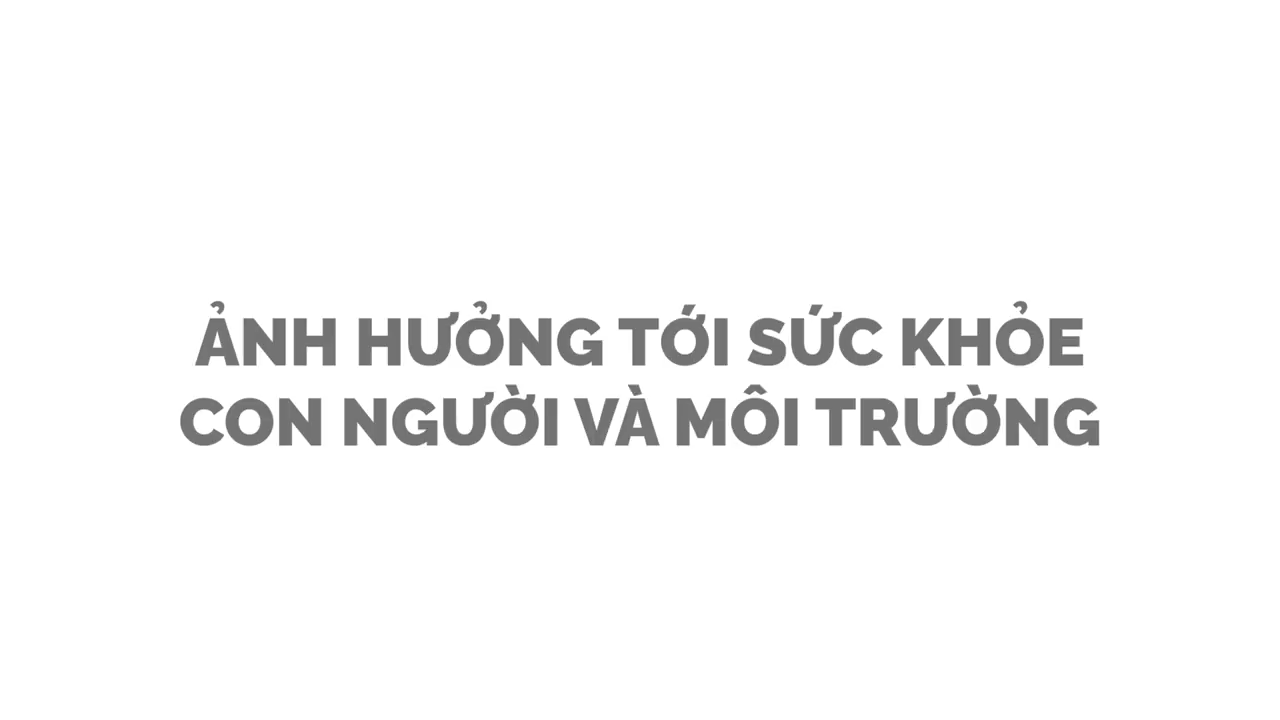 ẢNH HƯỞNG TỚI SỨC KHỎE
CON NGƯỜI VÀ MÔI TRƯỜNG